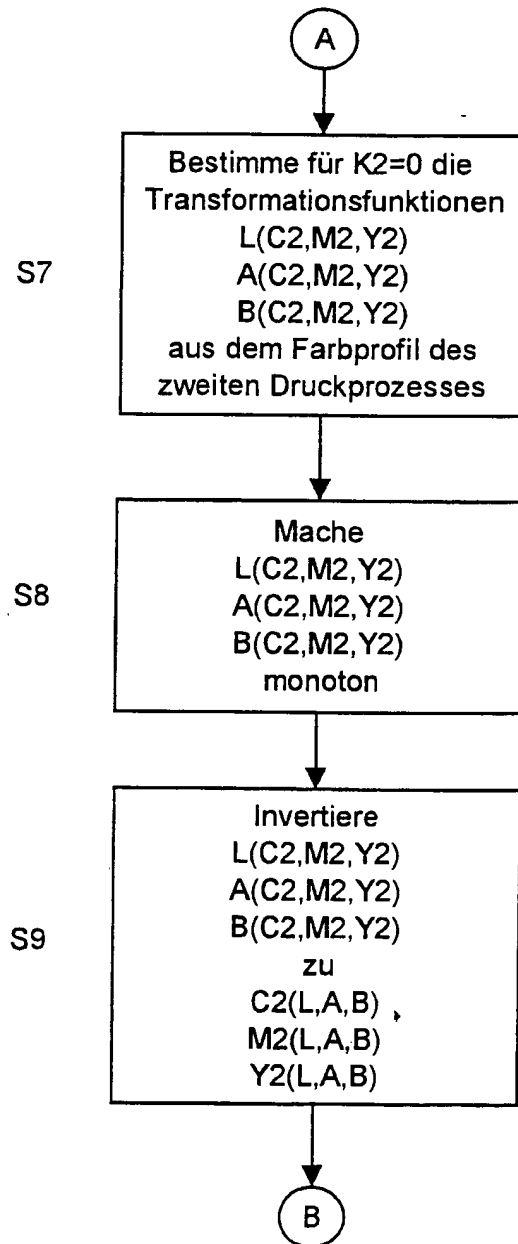 A
Bestimme für K2=0 die
Transformationsfunktionen
L(C2,M2,Y2)
A(C2,M2,Y2)
B(C2,M2,Y2)
aus dem Farbprofil des
zweiten Druckprozesses
S7
Mache
L(C2,M2,Y2)
A(C2,M2,Y2)
B(C2,M2,Y2)
monoton
S8
Invertiere
L(C2,M2,Y2)
A(C2,M2,Y2)
B(C2,M2,Y2)
zu
C2(L,A,B)
M2(L,A,B)
Y2(L,A,B)
S9
B